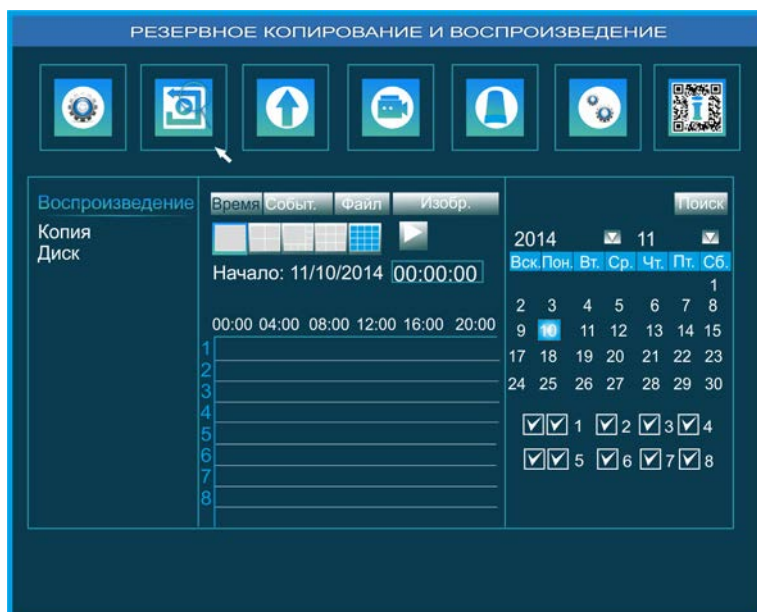 РЕЗЕРВНОЕ КОПИРОВАНИЕ И ВОСПРОИЗВЕДЕНИЕ
Воспроизведение
Копия
Диск
Время Событ. Файл Изобр.
Начало: 11/10/2014 00:00:00
00:00 04:00 08:00 12:00 16:00 20:00
1
2
3
4
5
6
7
8
Поиск
2014 11
Вск. Пон. Вт. Ср. Чт. Пт. Сб.
1
2 3 4 5 6 7 8
9 10 11 12 13 14 15
17 18 19 20 21 22 23
24 25 26 27 28 29 30
1 2 3 4
5 6 7 8